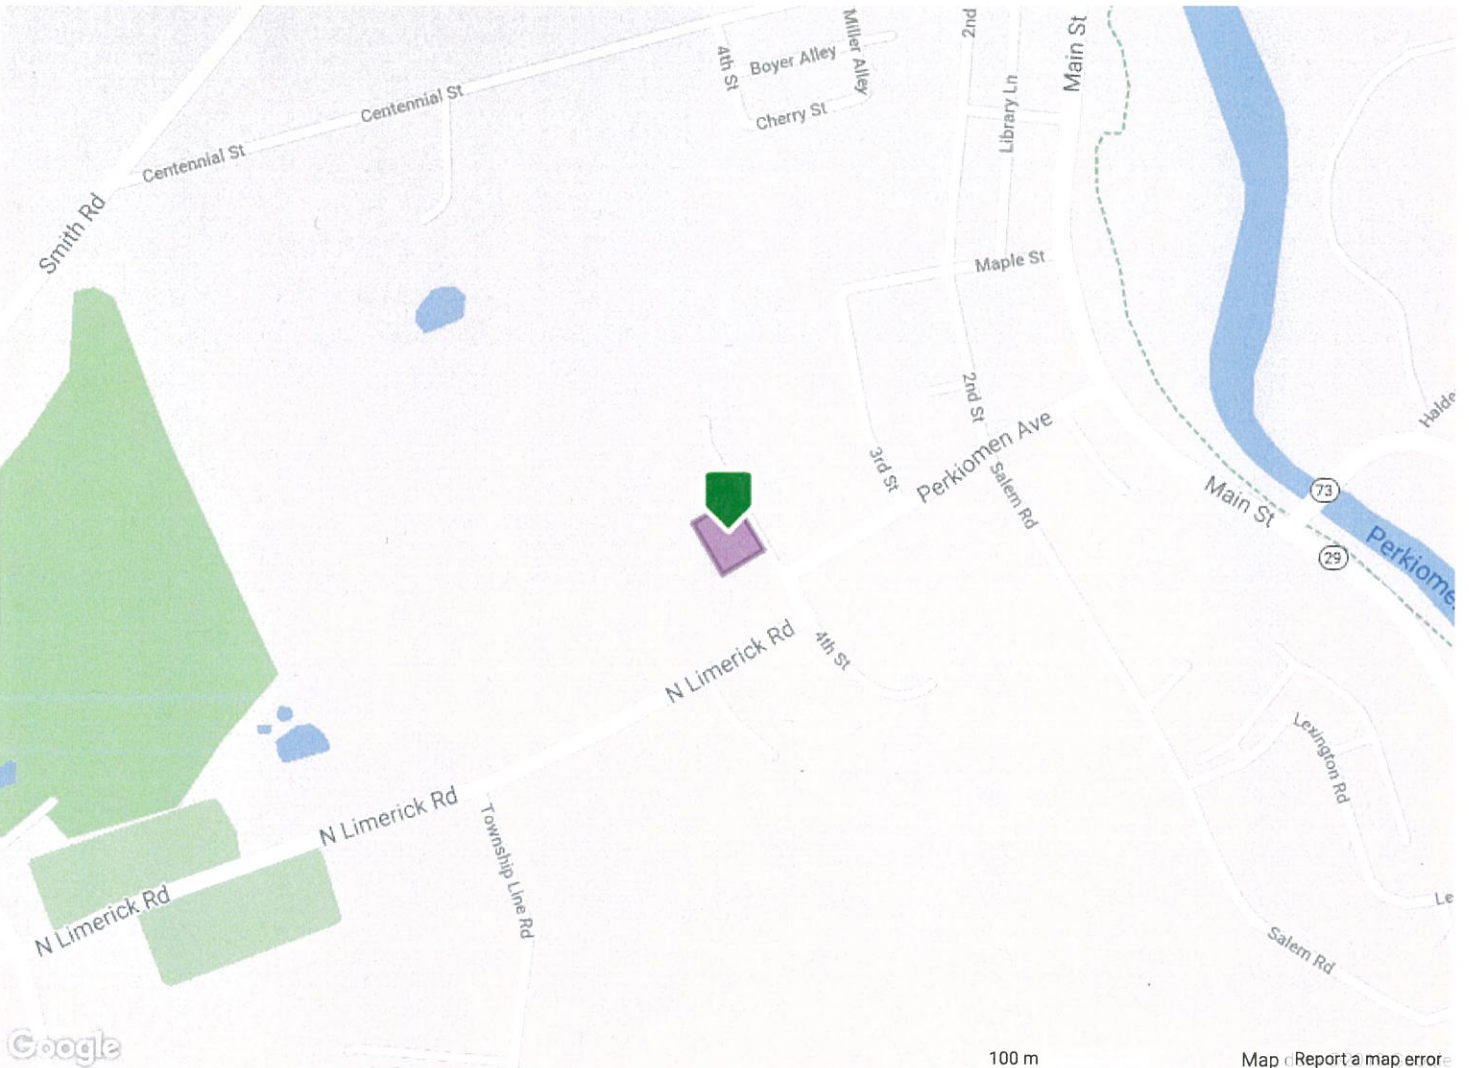 2nd
Main St
Miller Alley
4th St
Boyer Alley
Centennial St
Cherry St
Library Ln
Centennial St
Smith Rd
Maple St
2nd St
Halde
3rd St
Perkiomen Ave
Salem Rd
Main St
73
29
Perkiome
N Limerick Rd
4th St
Lexington Rd
N Limerick Rd
Township Line Rd
N Limerick Rd
Le
Salem Rd
Google
100 m
Map
Report a map error